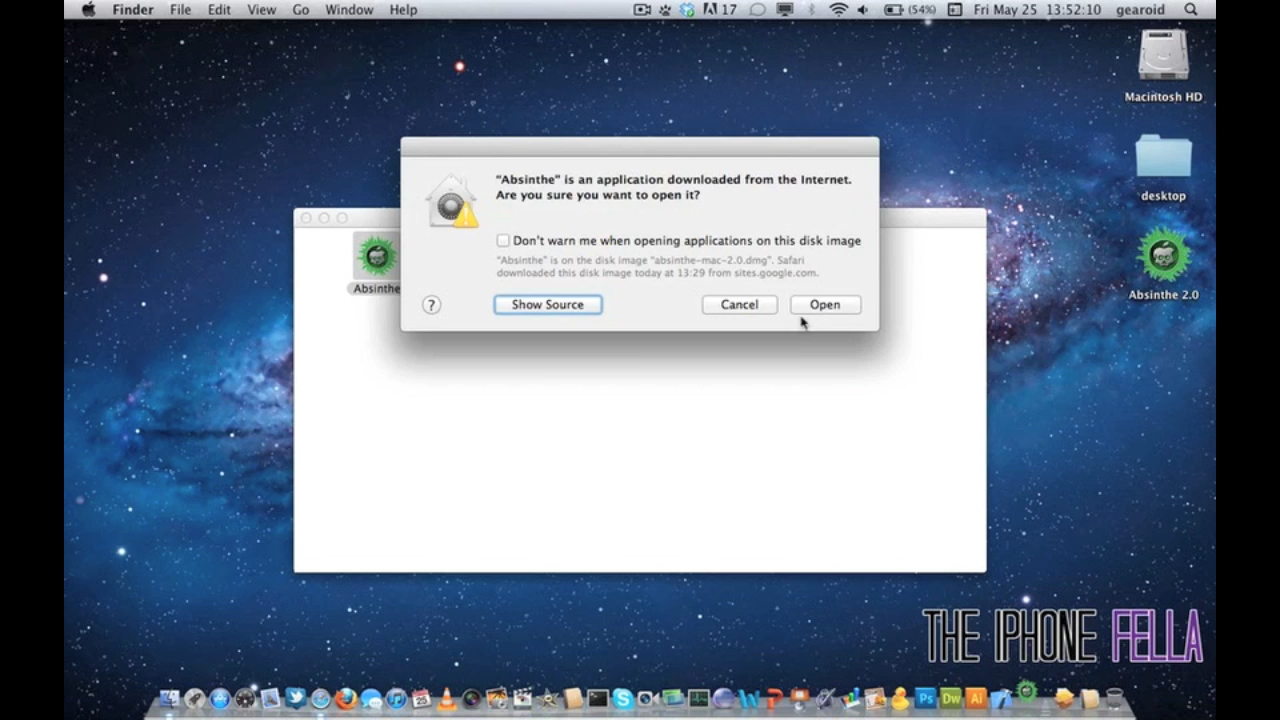 Finder File Edit View Go Window Help 17 (54%) Fri May 25 13:52:10 gearoid
Macintosh HD
desktop
Absinthe 2.0
“Absinthe” is an application downloaded from the Internet.
Are you sure you want to open it?
Don’t warn me when opening applications on this disk image
“Absinthe” is on the disk image “absinthe-mac-2.0.dmg”. Safari
downloaded this disk image today at 13:29 from sites.google.com.
? Show Source Cancel Open
Absinthe
THE IPHONE FELLA
25 Ps Dw Ai